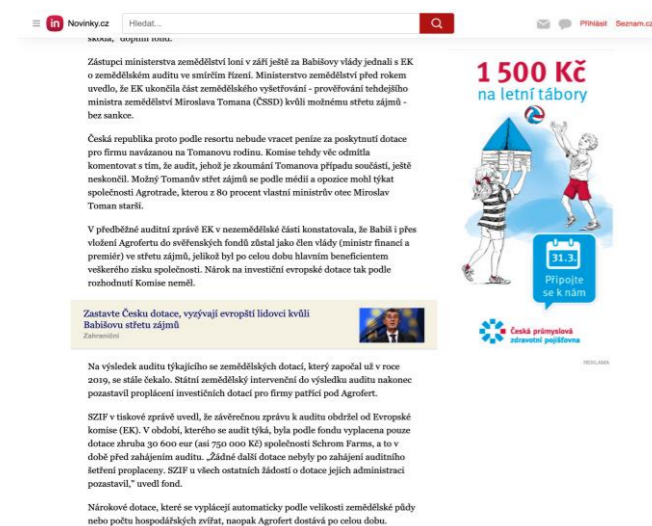 Novinky.cz
Hledat...
Přihlásit Seznam.cz
škodá," doplnil fond.
Zástupci ministerstva zemědělství loni v září ještě za Babišovy vlády jednali s EK
o zemědělském auditu ve smírčím řízení. Ministerstvo zemědělství před rokem
uvedlo, že EK ukončila část zemědělského vyšetřování - prověřování tehdejšího
ministra zemědělství Miroslava Tomana (ČSSD) kvůli možnému střetu zájmů -
bez sankce.
Česká republika proto podle resortu nebude vracet peníze za poskytnutí dotace
pro firmu navázanou na Tomanovu rodinu. Komise tehdy věc odmítla
komentovat s tím, že audit, jehož je zkoumání Tomanova případu součástí, ještě
neskončil. Možný Tomanův střet zájmů se podle médií a opozice mohl týkat
společnosti Agrotrade, kterou z 80 procent vlastní ministrův otec Miroslav
Toman starší.
V předběžné auditní zprávě EK v nezemědělské části konstatovala, že Babiš i přes
vložení Agrofertu do svěřenských fondů zůstal jako člen vlády (ministr financí a
premiér) ve střetu zájmů, jelikož byl po celou dobu hlavním beneficientem
veškerého zisku společnosti. Nárok na investiční evropské dotace tak podle
rozhodnutí Komise neměl.
Zastavte Česku dotace, vyzývají evropští lidovci kvůli
Babišovu střetu zájmů
Zahraniční
Na výsledek auditu týkajícího se zemědělských dotací, který započal už v roce
2019, se stále čekalo. Státní zemědělský intervenční do výsledku auditu nakonec
pozastavil proplácení investičních dotací pro firmy patřící pod Agrofert.
SZIF v tiskové zprávě uvedl, že závěrečnou zprávu k auditu obdržel od Evropské
komise (EK). V období, kterého se audit týká, byla podle fondu vyplacena pouze
dotace zhruba 30 600 eur (asi 750 000 Kč) společnosti Schrom Farms, a to v
době před zahájením auditu. „Žádné další dotace nebyly po zahájení auditního
šetření proplaceny. SZIF u všech ostatních žádostí o dotace jejich administraci
pozastavil," uvedl fond.
Nárokové dotace, které se vyplácejí automaticky podle velikosti zemědělské půdy
nebo počtu hospodářských zvířat, naopak Agrofert dostává po celou dobu.
1 500 Kč
na letní tábory
31.3.
Připojte
se k nám
Česká průmyslová
zdravotní pojišťovna
REKLAMA